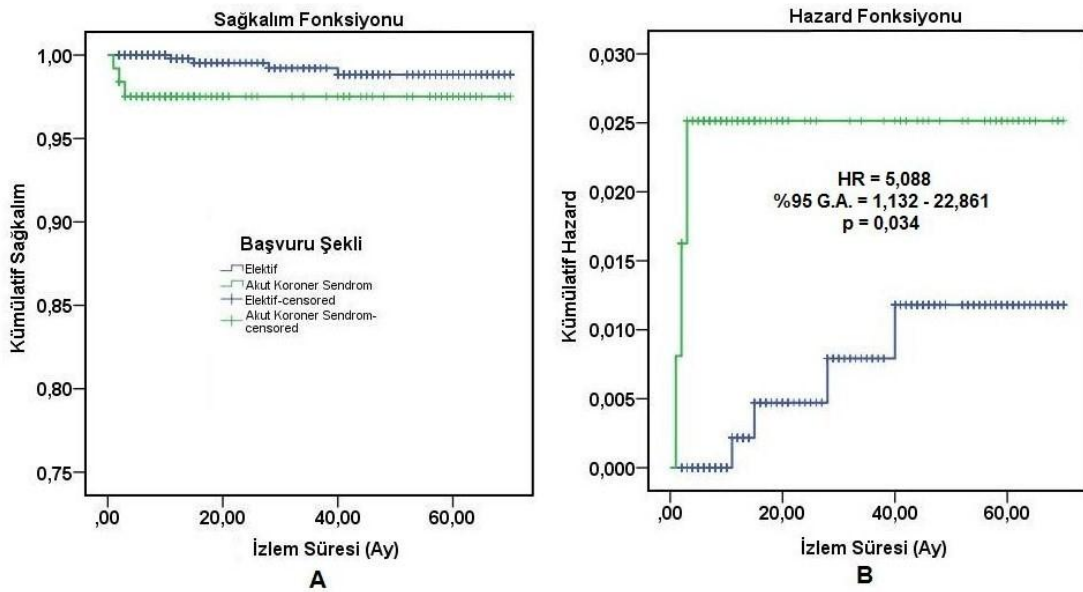 Sağkalım Fonksiyonu
Kümülatif Sağkalım
1,00
0,95
0,90
0,85
0,80
0,75
Başvuru Şekli
Elektif
Akut Koroner Sendrom
Elektif-censored
Akut Koroner Sendrom-
censored
,00 20,00 40,00 60,00
İzlem Süresi (Ay)
A
Hazard Fonksiyonu
Kümülatif Hazard
0,030
0,025
0,020
0,015
0,010
0,005
0,000
HR = 5,088
%95 G.A. = 1,132 - 22,861
p = 0,034
,00 20,00 40,00 60,00
İzlem Süresi (Ay)
B